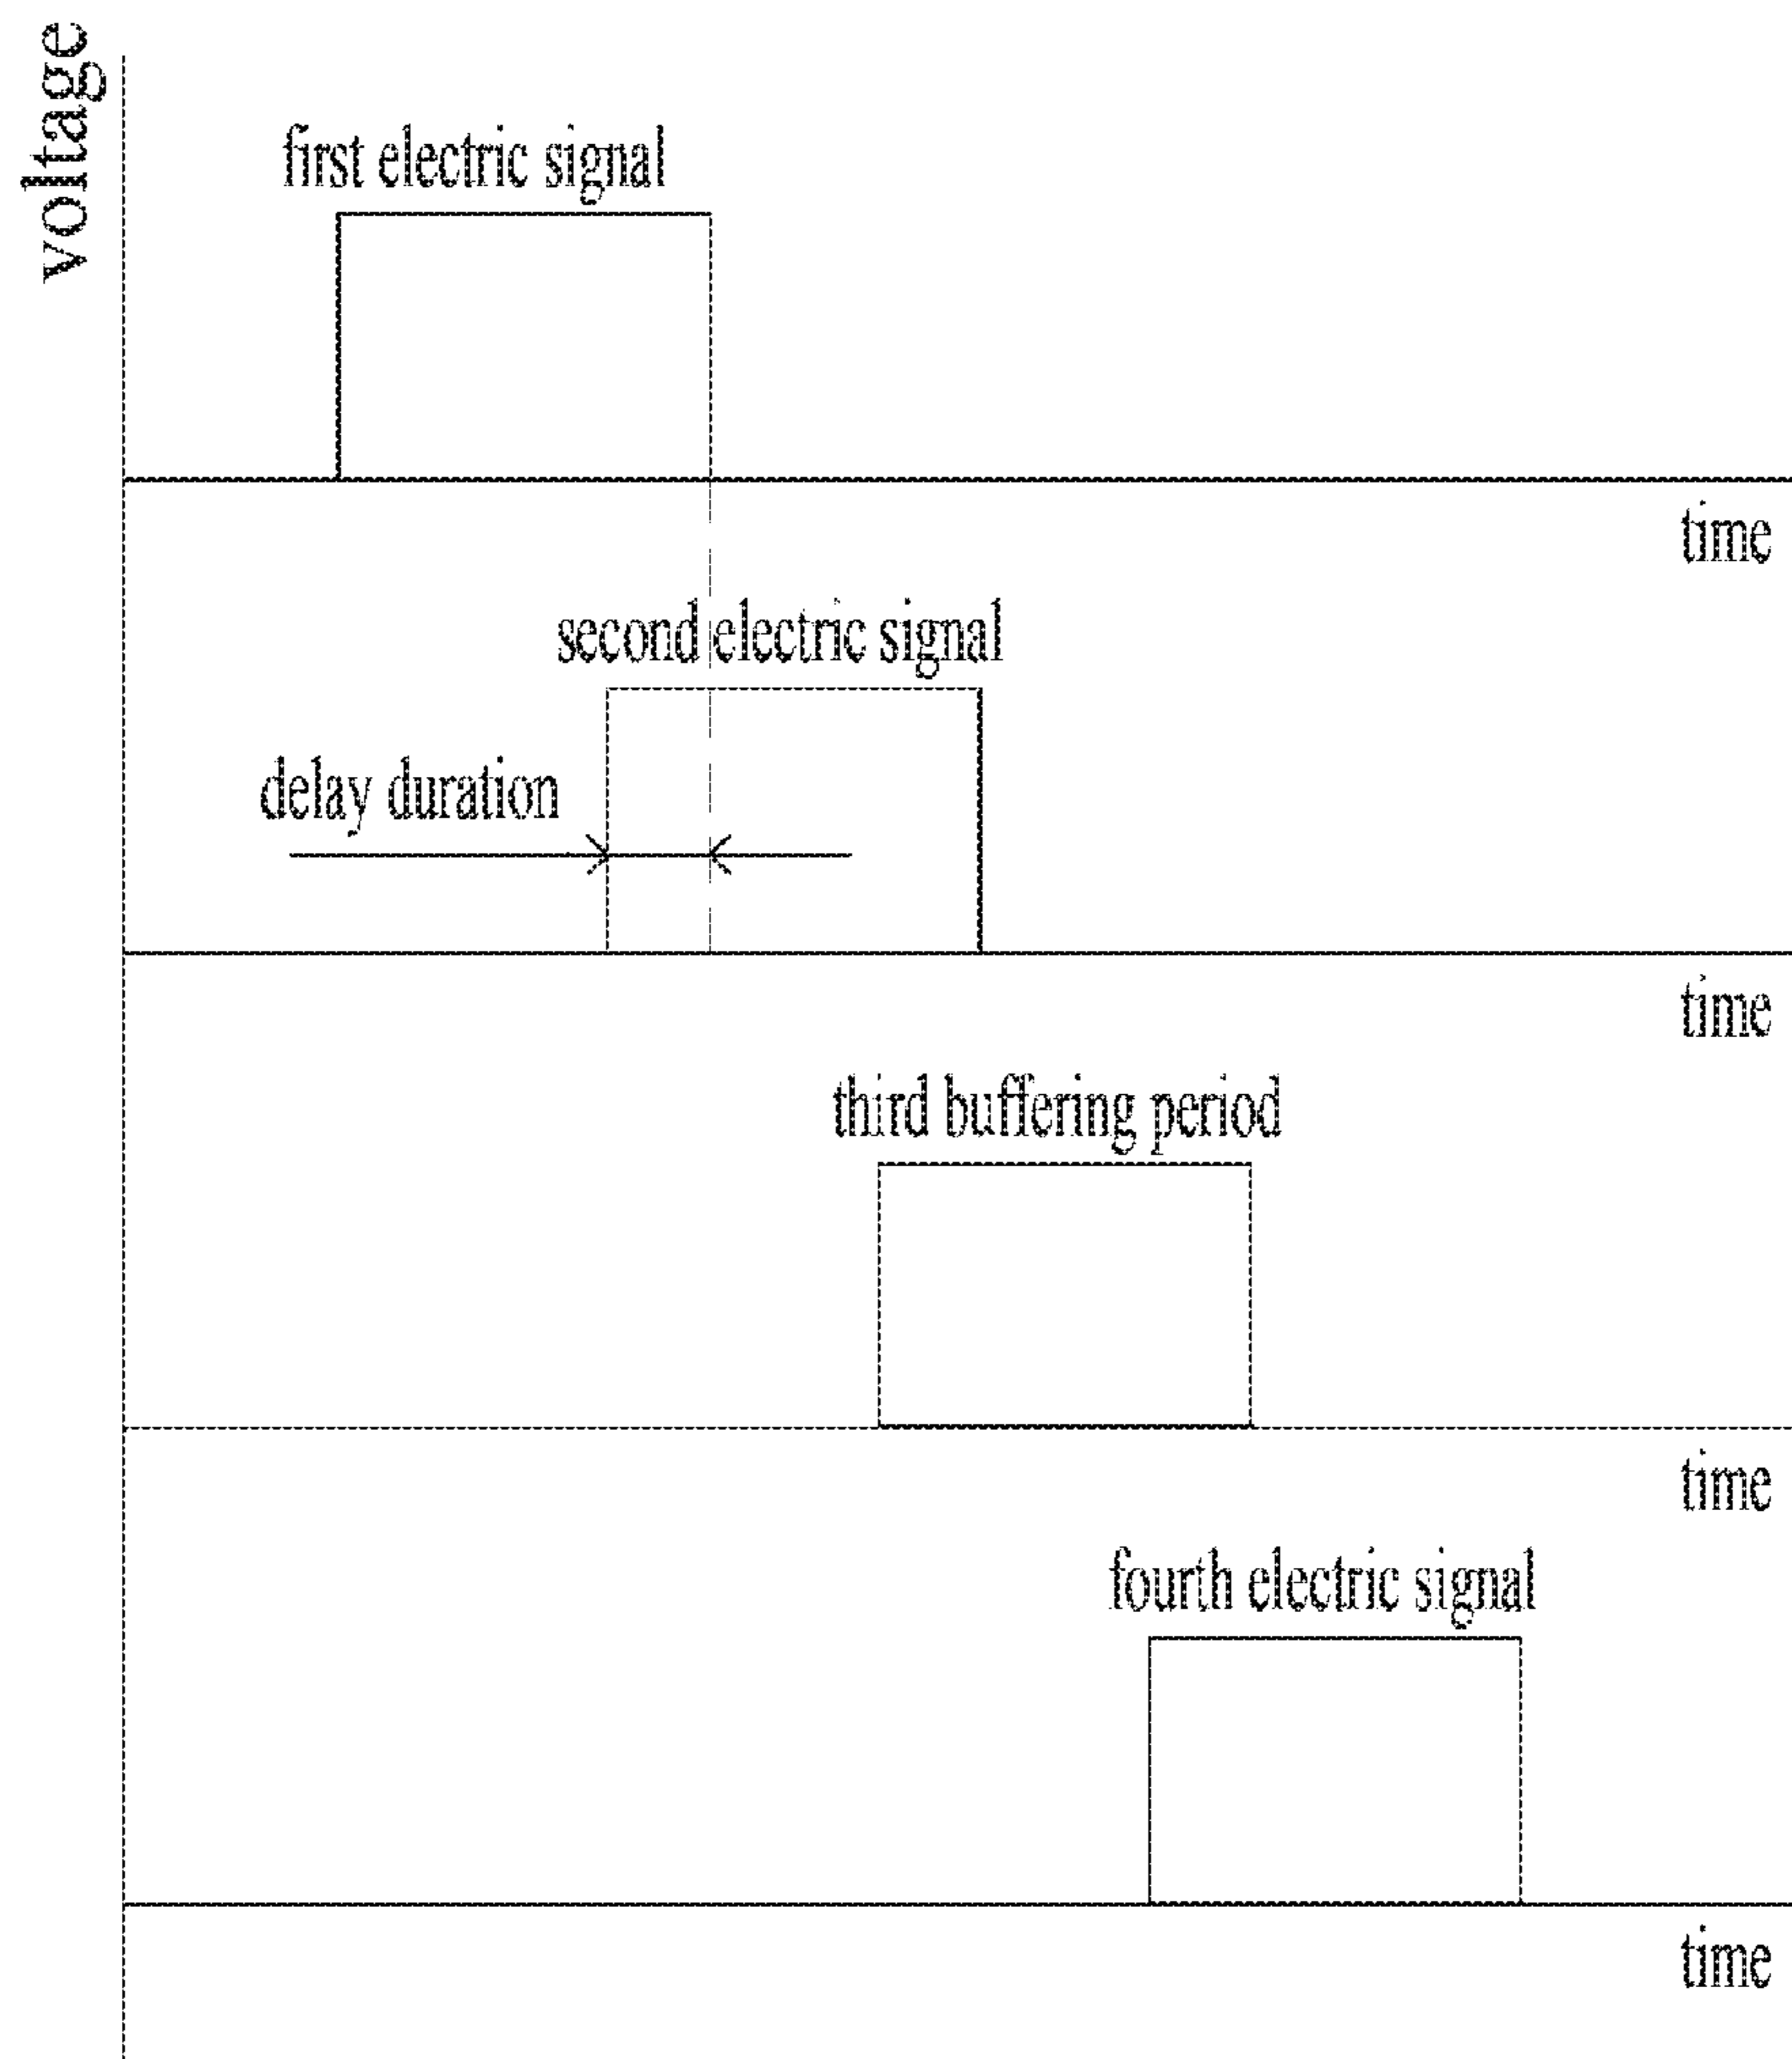 voltage
first electric signal
time
second electric signal
delay duration
time
third buffering period
time
fourth electric signal
time